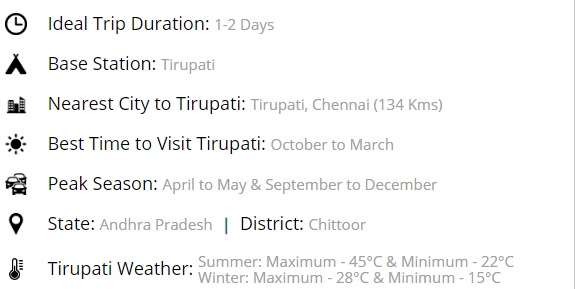 Ideal Trip Duration: 1-2 Days
Base Station: Tirupati
Nearest City to Tirupati: Tirupati, Chennai (134 Kms)
Best Time to Visit Tirupati: October to March
Peak Season: April to May & September to December
State: Andhra Pradesh | District: Chittoor
Tirupati Weather: Summer: Maximum - 45°C & Minimum - 22°C
Winter: Maximum - 28°C & Minimum - 15°C